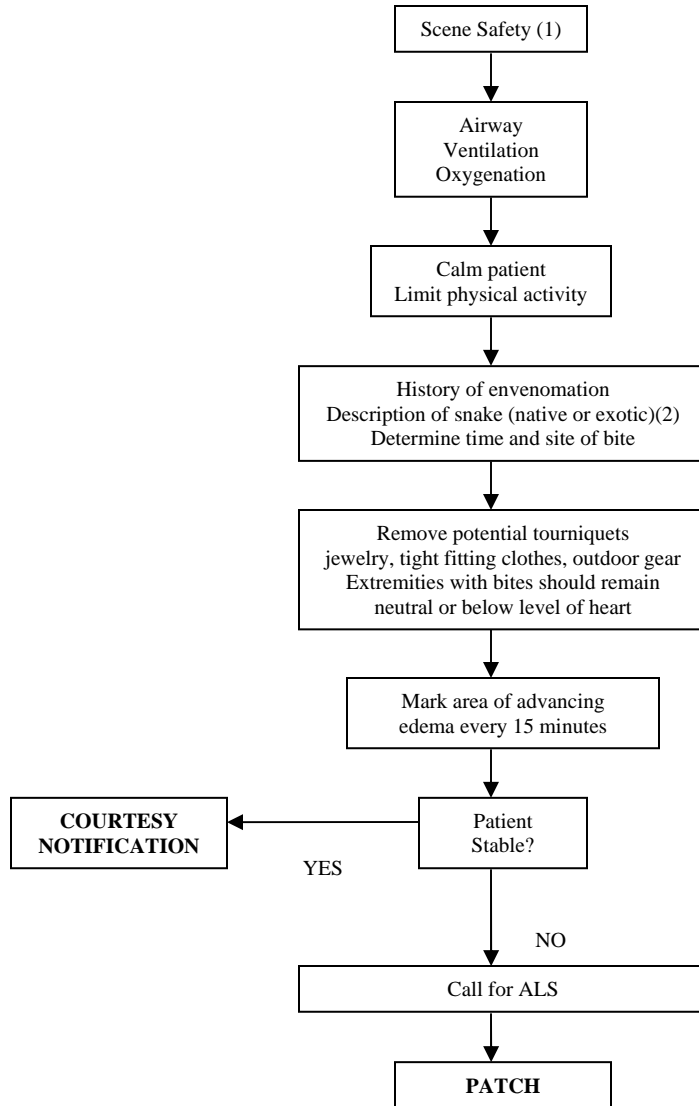 Scene Safety (1)
Airway
Ventilation
Oxygenation
Calm patient
Limit physical activity
History of envenomation
Description of snake (native or exotic)(2)
Determine time and site of bite
Remove potential tourniquets
jewelry, tight fitting clothes, outdoor gear
Extremities with bites should remain
neutral or below level of heart
Mark area of advancing
edema every 15 minutes
Patient
Stable?
COURTESY
NOTIFICATION
YES
NO
Call for ALS
PATCH